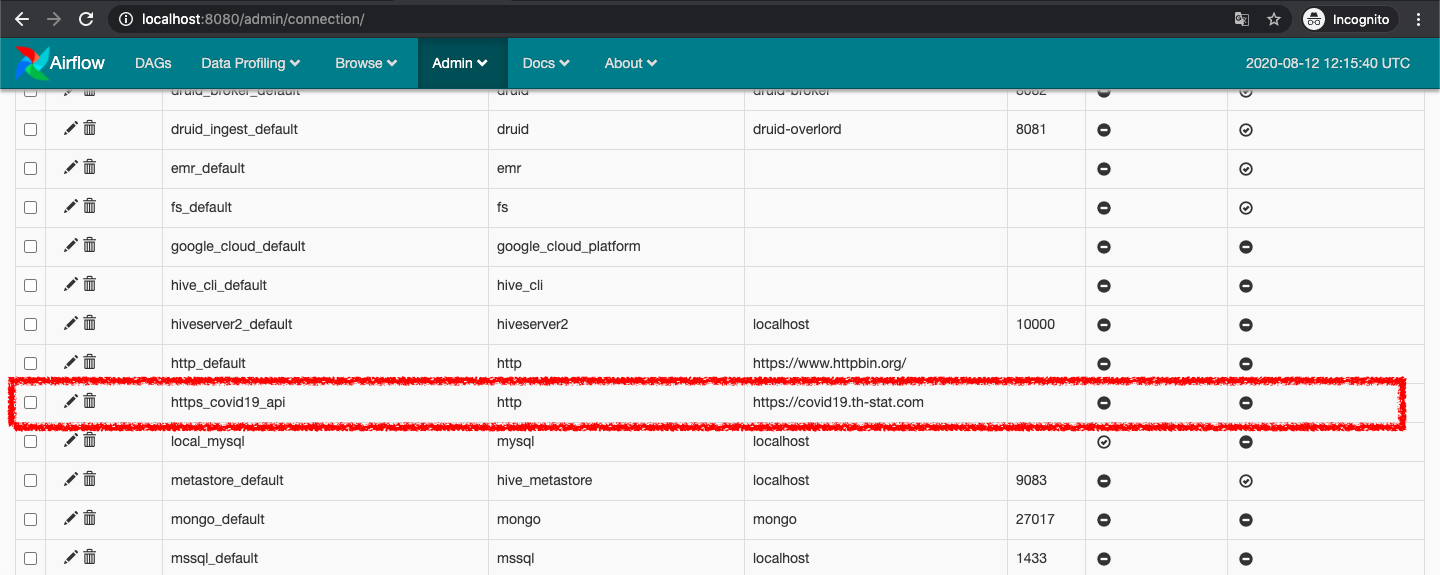 localhost:8080/admin/connection/ Incognito
Airflow DAGs Data Profiling Browse Admin Docs About 2020-08-12 12:15:40 UTC
druid_broker_default druid druid-broker 8082
druid_ingest_default druid druid-overlord 8081
emr_default emr
fs_default fs
google_cloud_default google_cloud_platform
hive_cli_default hive_cli
hiveserver2_default hiveserver2 localhost 10000
http_default http https://www.httpbin.org/
https_covid19_api http https://covid19.th-stat.com
local_mysql mysql localhost
metastore_default hive_metastore localhost 9083
mongo_default mongo mongo 27017
mssql_default mssql localhost 1433